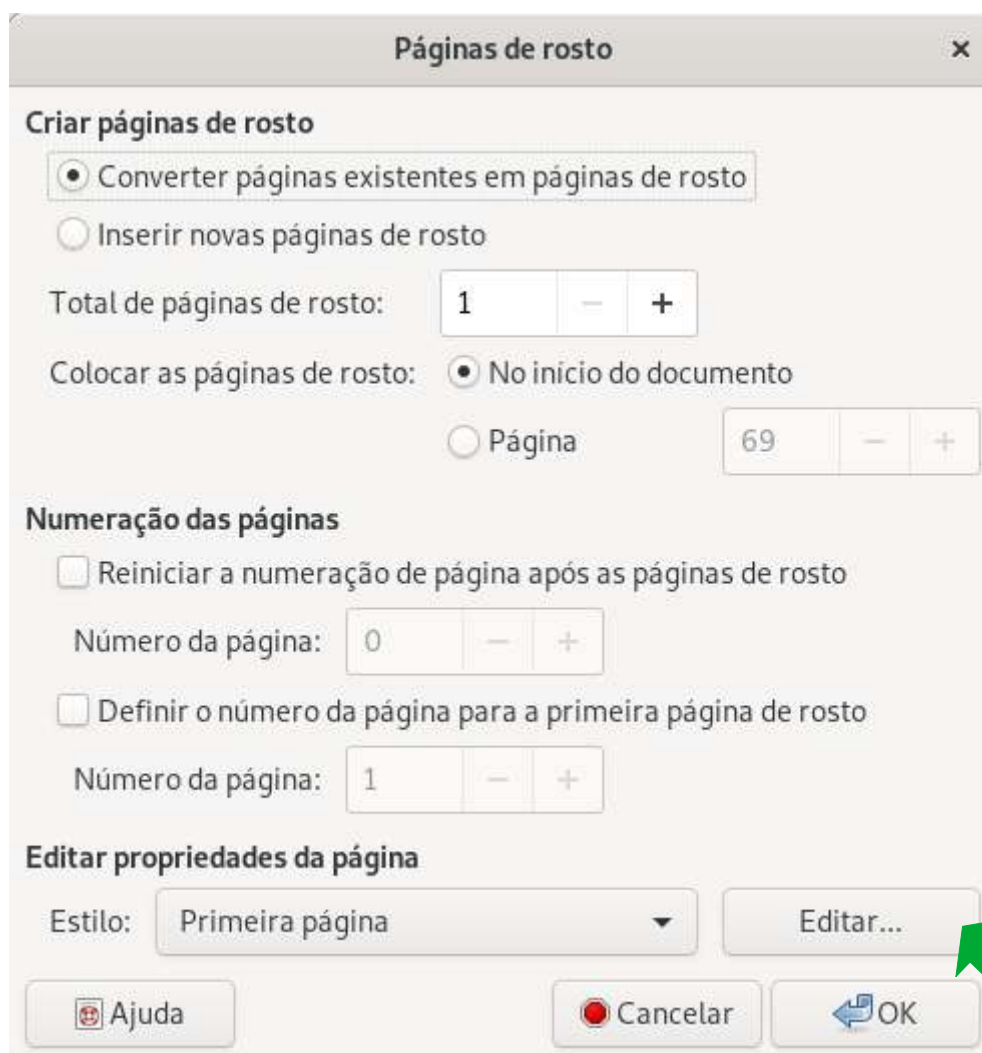 Páginas de rosto ×
Criar páginas de rosto
Converter páginas existentes em páginas de rosto
Inserir novas páginas de rosto
Total de páginas de rosto: 1 − +
Colocar as páginas de rosto: No início do documento
Página 69 − +
Numeração das páginas
Reiniciar a numeração de página após as páginas de rosto
Número da página: 0 − +
Definir o número da página para a primeira página de rosto
Número da página: 1 − +
Editar propriedades da página
Estilo: Primeira página Editar...
Ajuda Cancelar OK